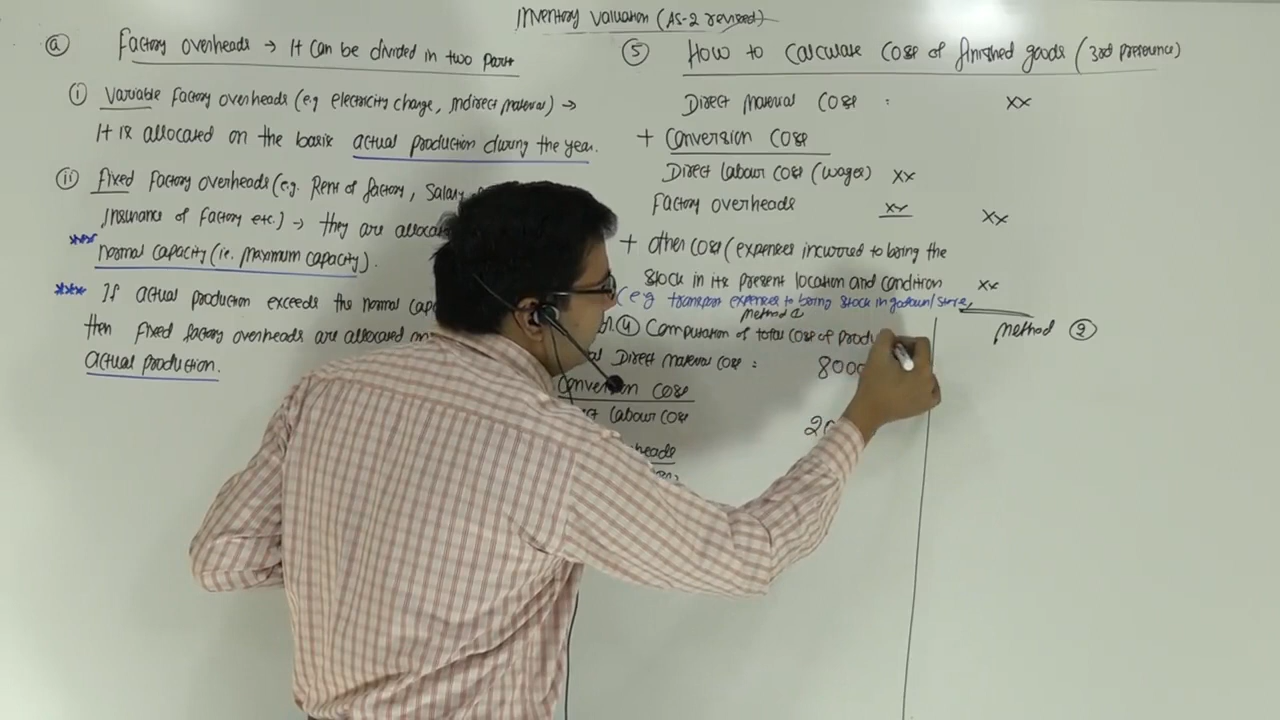 Inventory Valuation (AS-2 revised)
(a) Factory overheads → It can be divided in two part
(i) Variable Factory overheads (e.g electricity charge, Indirect Material) →
It is allocated on the basis actual production during the year.
(ii) Fixed Factory overheads (e.g. Rent of factory, Salary
Insurance of Factory etc.) → they are
*** normal capacity (i.e. maximum capacity).
*** If actual production exceeds the normal
then fixed factory overheads are allocated on
actual production.
(5) How to Calculate Cost of finished goods (3rd preference)
Direct Material Cost : XX
+ Conversion Cost
Direct Labour Cost (wages) XX
Factory overheads XX XX
+ other Cost (expenses incurred to bring the
Stock in its present location and condition XX
(e.g transport expenses to bring stock in godown/store,
Method 1
(4) Computation of total Cost of
Direct Material Cost :
Conversion Cost
Labour Cost
Method (2)